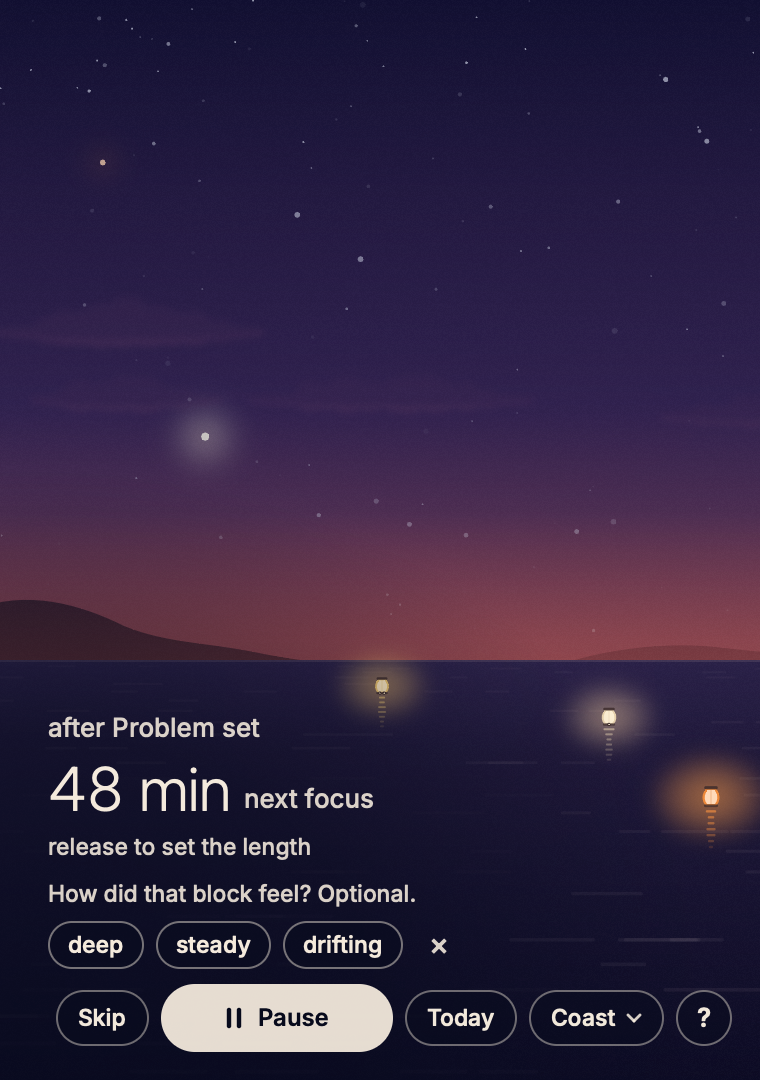 after Problem set
48 min next focus
release to set the length
How did that block feel? Optional.
deep steady drifting ×
Skip Pause Today Coast ?